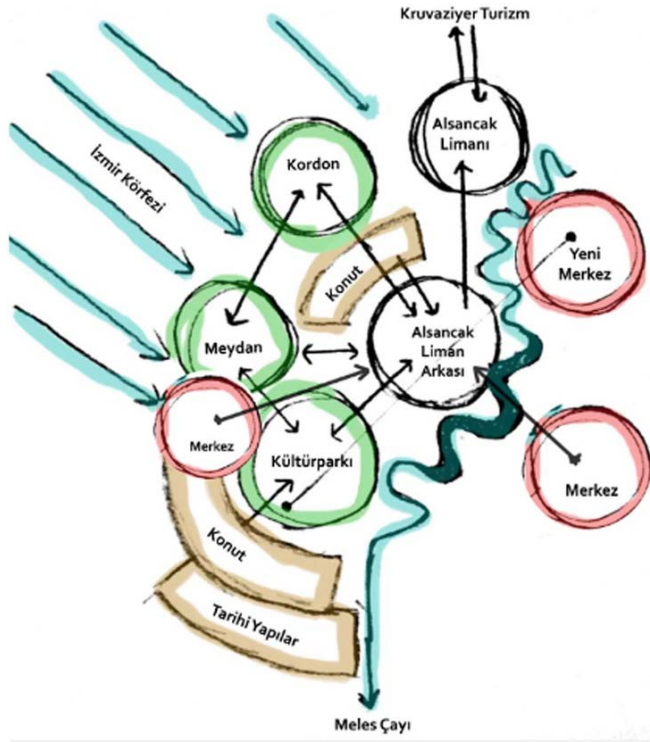 Kruvaziyer Turizm
Alsancak
Limanı
Kordon
İzmir Körfezi
Yeni
Merkez
Konut
Meydan
Alsancak
Liman
Arkası
Merkez
Kültürparkı
Merkez
Konut
Tarihi Yapılar
Meles Çayı